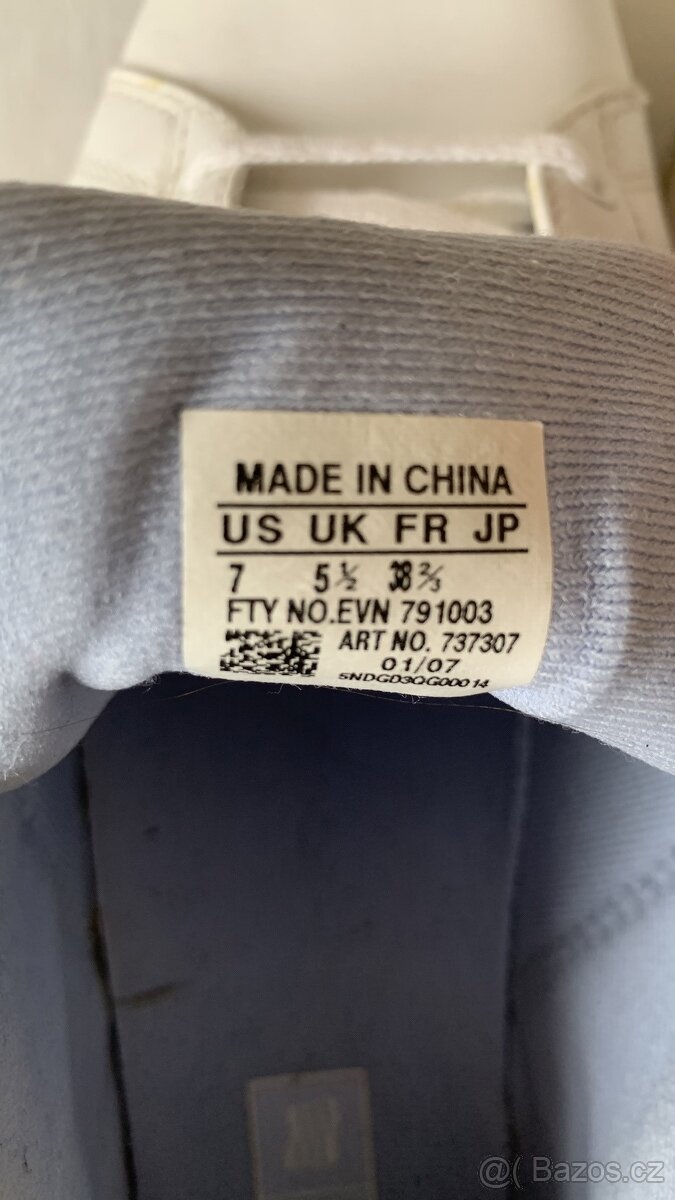 MADE IN CHINA
US UK FR JP
7 5½ 38⅔
FTY NO.EVN 791003
ART NO. 737307
01/07
5NDGD3QG00014
@( Bazos.cz